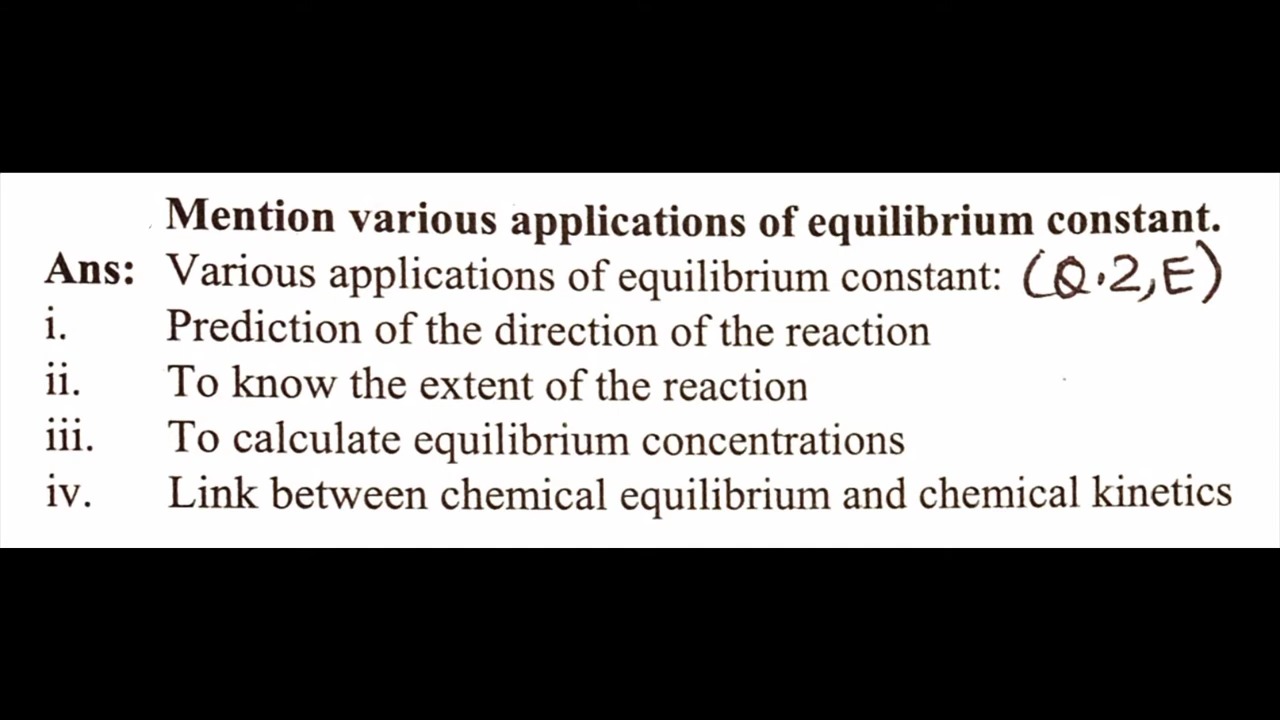 Mention various applications of equilibrium constant.
Ans: Various applications of equilibrium constant: (Q.2,E)
i. Prediction of the direction of the reaction
ii. To know the extent of the reaction
iii. To calculate equilibrium concentrations
iv. Link between chemical equilibrium and chemical kinetics